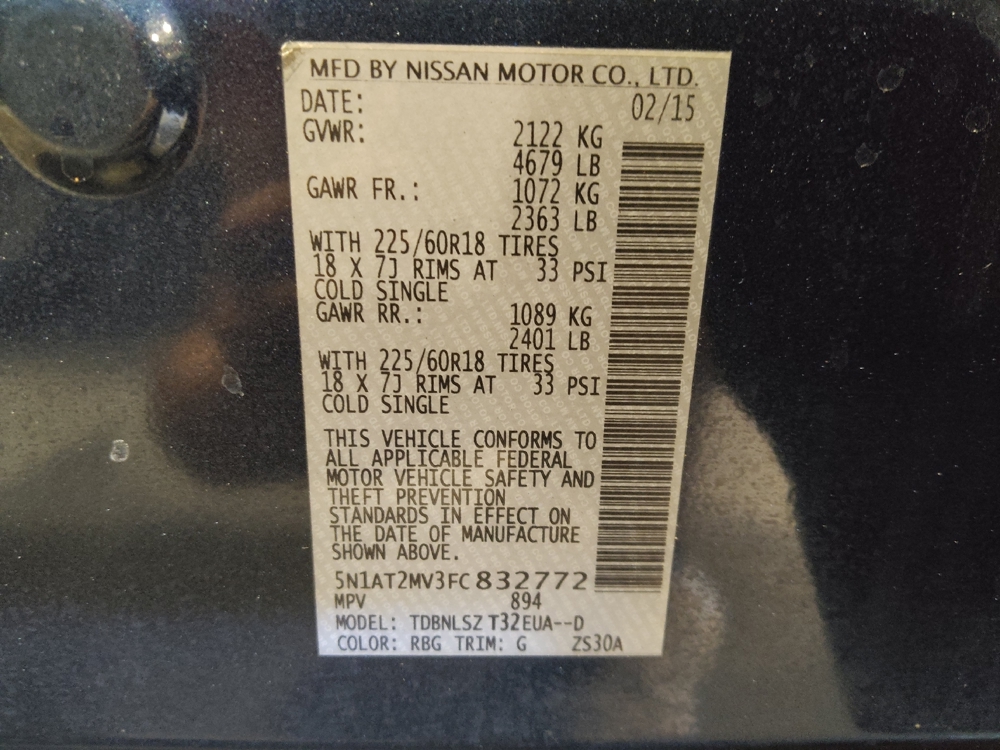 MFD BY NISSAN MOTOR CO., LTD.
DATE: 02/15
GVWR: 2122 KG
4679 LB
GAWR FR.: 1072 KG
2363 LB
WITH 225/60R18 TIRES
18 X 7J RIMS AT 33 PSI
COLD SINGLE
GAWR RR.: 1089 KG
2401 LB
WITH 225/60R18 TIRES
18 X 7J RIMS AT 33 PSI
COLD SINGLE
THIS VEHICLE CONFORMS TO
ALL APPLICABLE FEDERAL
MOTOR VEHICLE SAFETY AND
THEFT PREVENTION
STANDARDS IN EFFECT ON
THE DATE OF MANUFACTURE
SHOWN ABOVE.
5N1AT2MV3FC832772
MPV 894
MODEL: TDBNLSZ T32EUA--D
COLOR: RBG TRIM: G ZS30A